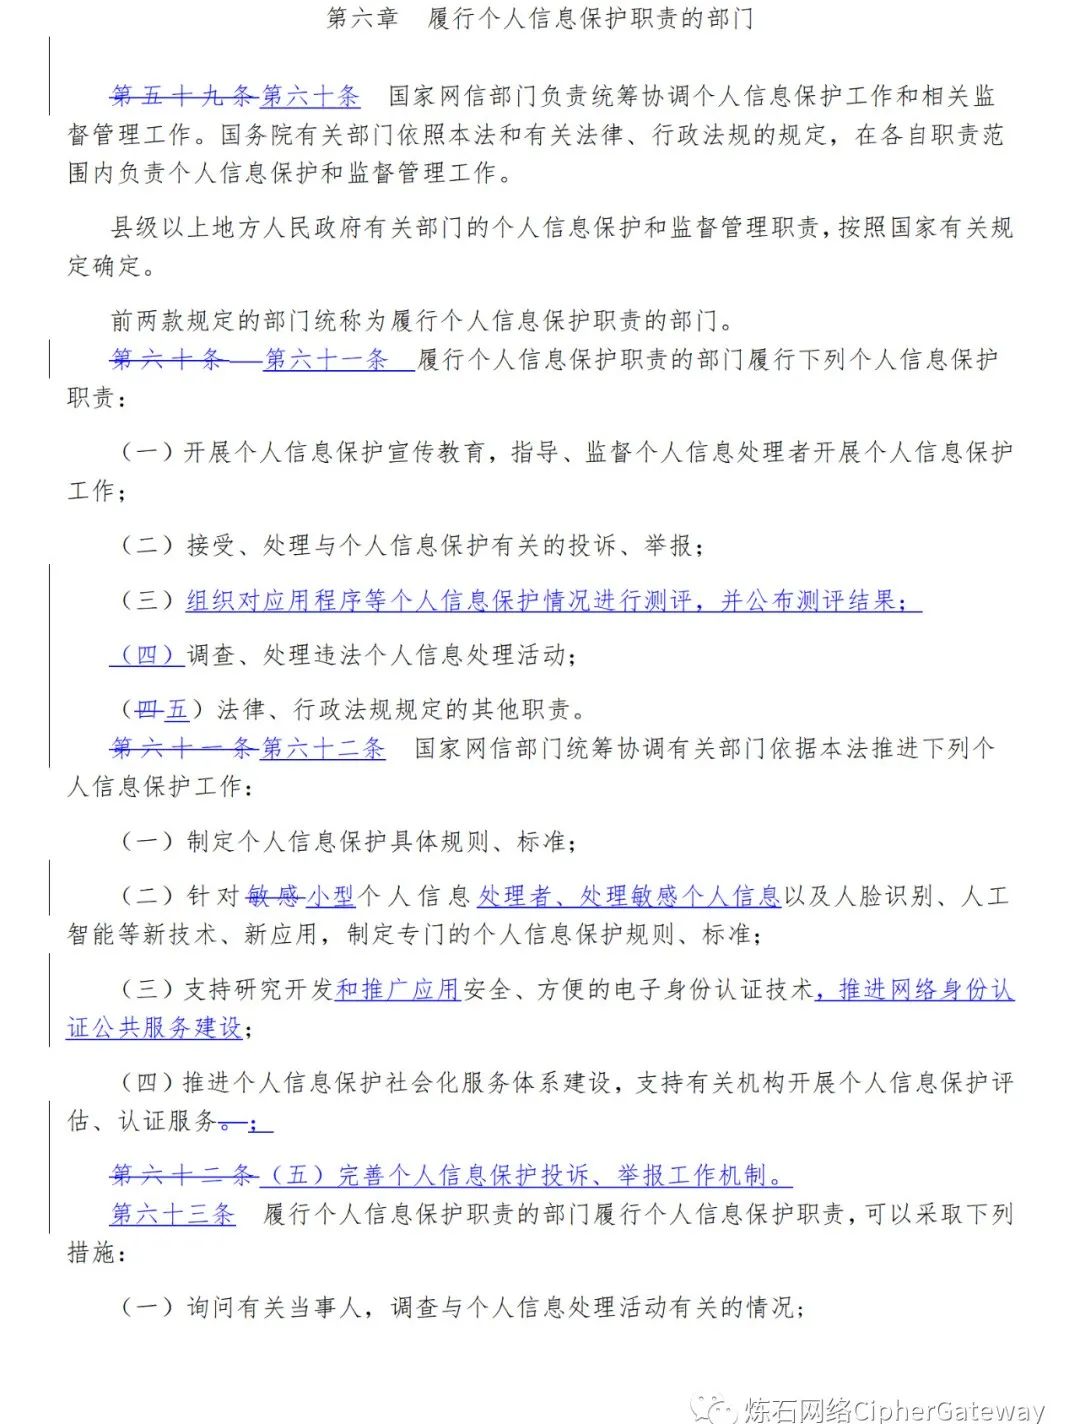 第六章　履行个人信息保护职责的部门
第五十九条第六十条　国家网信部门负责统筹协调个人信息保护工作和相关监
督管理工作。国务院有关部门依照本法和有关法律、行政法规的规定，在各自职责范
围内负责个人信息保护和监督管理工作。
县级以上地方人民政府有关部门的个人信息保护和监督管理职责，按照国家有关规
定确定。
前两款规定的部门统称为履行个人信息保护职责的部门。
第六十条　第六十一条　履行个人信息保护职责的部门履行下列个人信息保护
职责：
（一）开展个人信息保护宣传教育，指导、监督个人信息处理者开展个人信息保护
工作；
（二）接受、处理与个人信息保护有关的投诉、举报；
（三）组织对应用程序等个人信息保护情况进行测评，并公布测评结果；
（四）调查、处理违法个人信息处理活动；
（四五）法律、行政法规规定的其他职责。
第六十一条第六十二条　国家网信部门统筹协调有关部门依据本法推进下列个
人信息保护工作：
（一）制定个人信息保护具体规则、标准；
（二）针对敏感小型个人信息处理者、处理敏感个人信息以及人脸识别、人工
智能等新技术、新应用，制定专门的个人信息保护规则、标准；
（三）支持研究开发和推广应用安全、方便的电子身份认证技术，推进网络身份认
证公共服务建设；
（四）推进个人信息保护社会化服务体系建设，支持有关机构开展个人信息保护评
估、认证服务。；
第六十二条（五）完善个人信息保护投诉、举报工作机制。
第六十三条　履行个人信息保护职责的部门履行个人信息保护职责，可以采取下列
措施：
（一）询问有关当事人，调查与个人信息处理活动有关的情况；
炼石网络CipherGateway